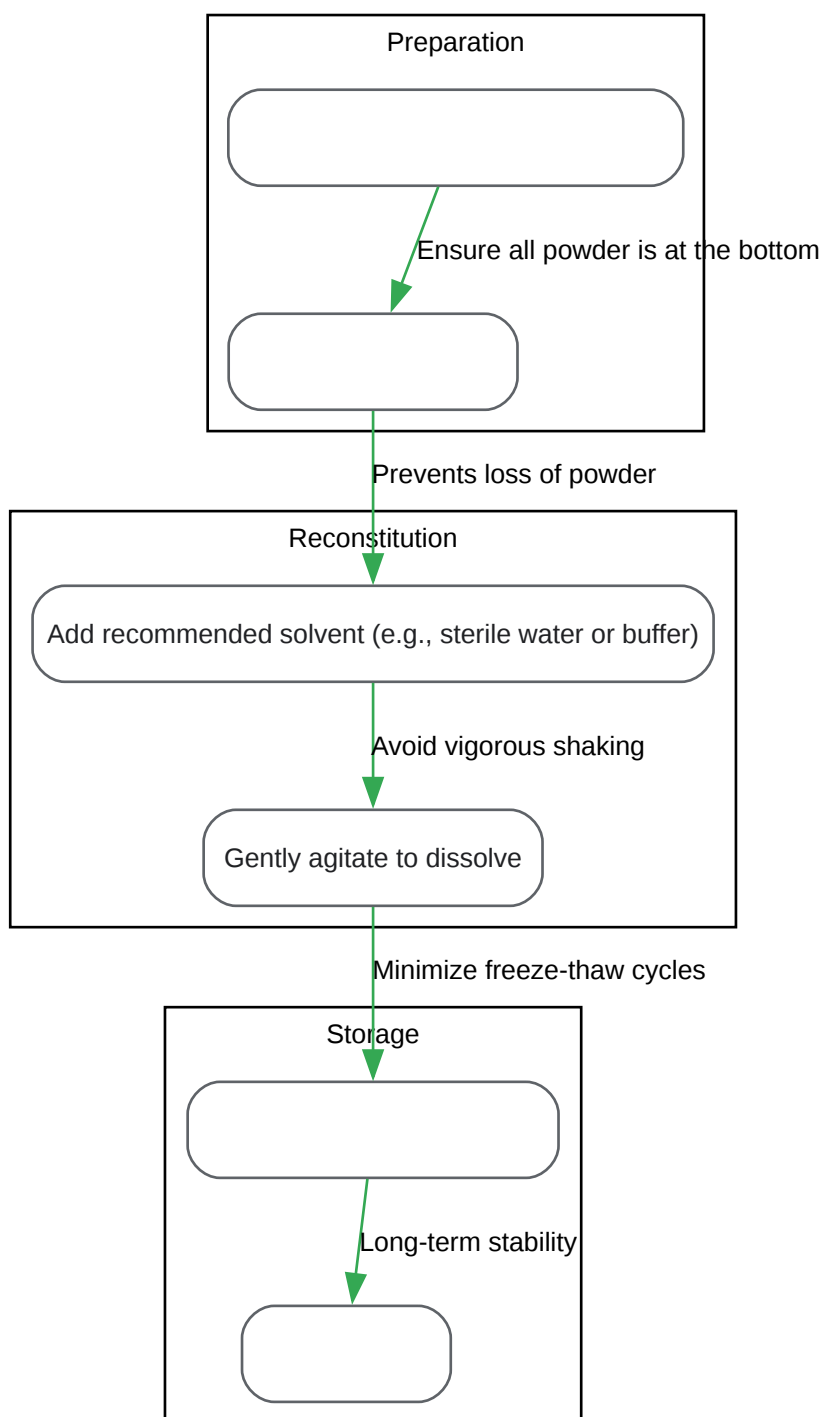 Preparation
Ensure all powder is at the bottom
Prevents loss of powder
Reconstitution
Add recommended solvent (e.g., sterile water or buffer)
Avoid vigorous shaking
Gently agitate to dissolve
Minimize freeze-thaw cycles
Storage
Long-term stability